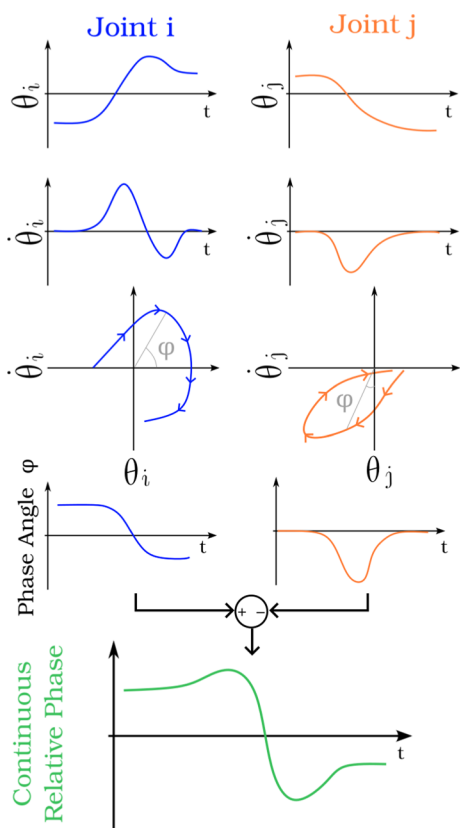 Joint i
Joint j
θi
t
θj
t
θ̇i
t
θ̇j
t
θ̇i
φ
θi
θ̇j
φ
θj
Phase Angle φ
t
t
+ −
Continuous
Relative Phase
t